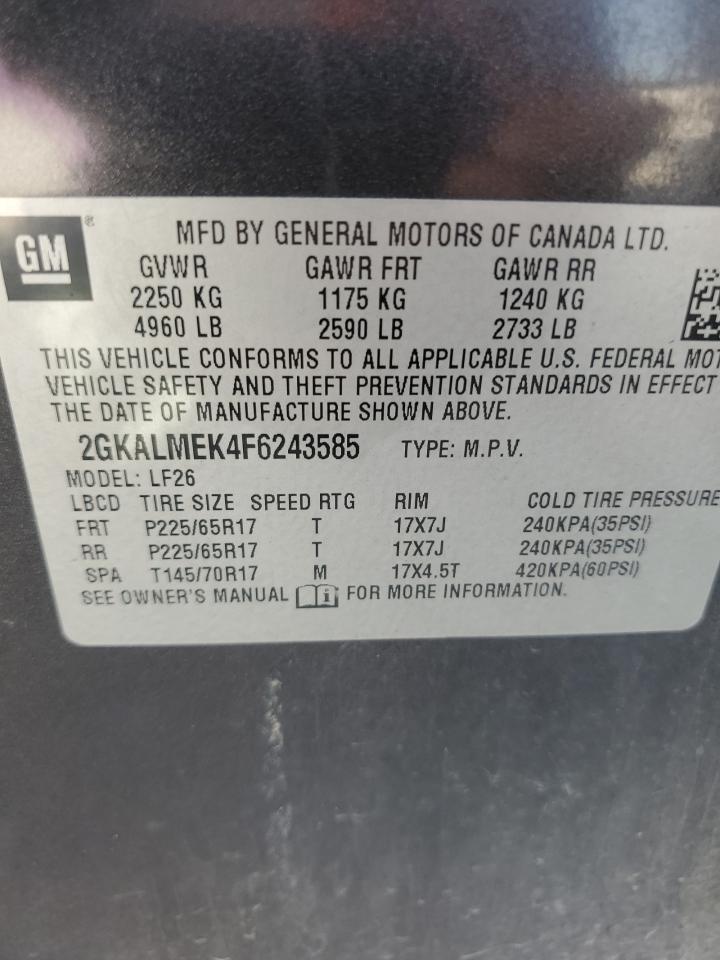 GM ®
MFD BY GENERAL MOTORS OF CANADA LTD.
GVWR GAWR FRT GAWR RR
2250 KG 1175 KG 1240 KG
4960 LB 2590 LB 2733 LB
THIS VEHICLE CONFORMS TO ALL APPLICABLE U.S. FEDERAL MOT
VEHICLE SAFETY AND THEFT PREVENTION STANDARDS IN EFFECT
THE DATE OF MANUFACTURE SHOWN ABOVE.
2GKALMEK4F6243585 TYPE: M.P.V.
MODEL: LF26
LBCD TIRE SIZE SPEED RTG RIM COLD TIRE PRESSURE
FRT P225/65R17 T 17X7J 240KPA(35PSI)
RR P225/65R17 T 17X7J 240KPA(35PSI)
SPA T145/70R17 M 17X4.5T 420KPA(60PSI)
SEE OWNER'S MANUAL i FOR MORE INFORMATION.